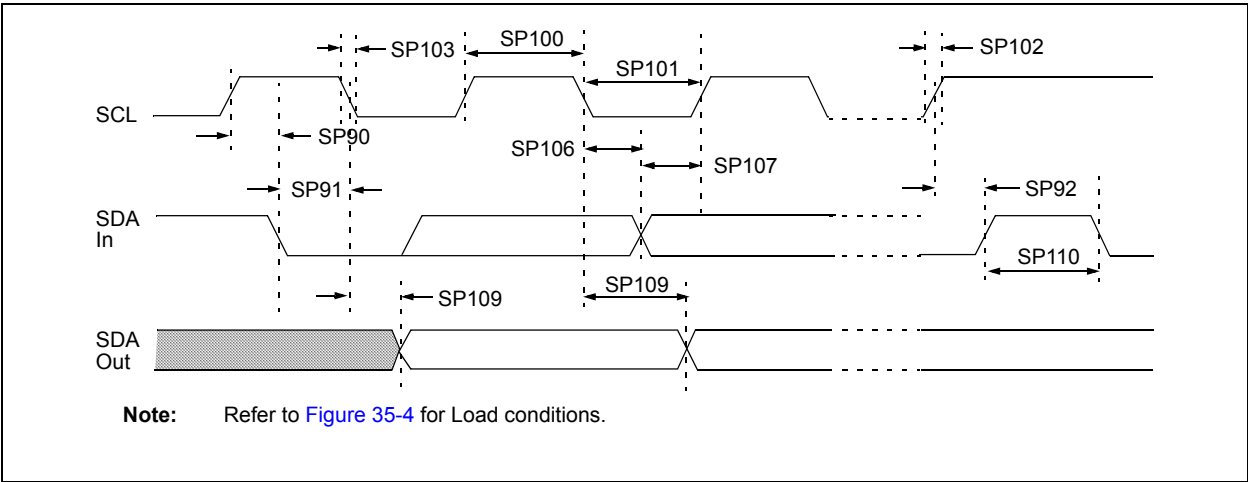 SP103
SP100
SP102
SP101
SCL
SP90
SP106
SP107
SP91
SP92
SDA
In
SP110
SP109
SP109
SDA
Out
Note: Refer to Figure 35-4 for Load conditions.